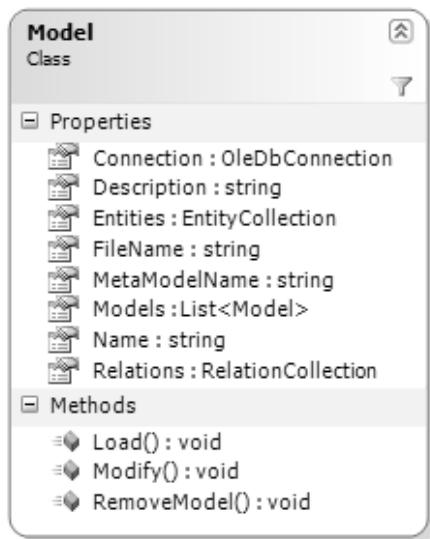 Model
Class
Properties
Connection : OleDbConnection
Description : string
Entities : EntityCollection
FileName : string
MetaModelName : string
Models : List<Model>
Name : string
Relations : RelationCollection
Methods
Load() : void
Modify() : void
RemoveModel() : void